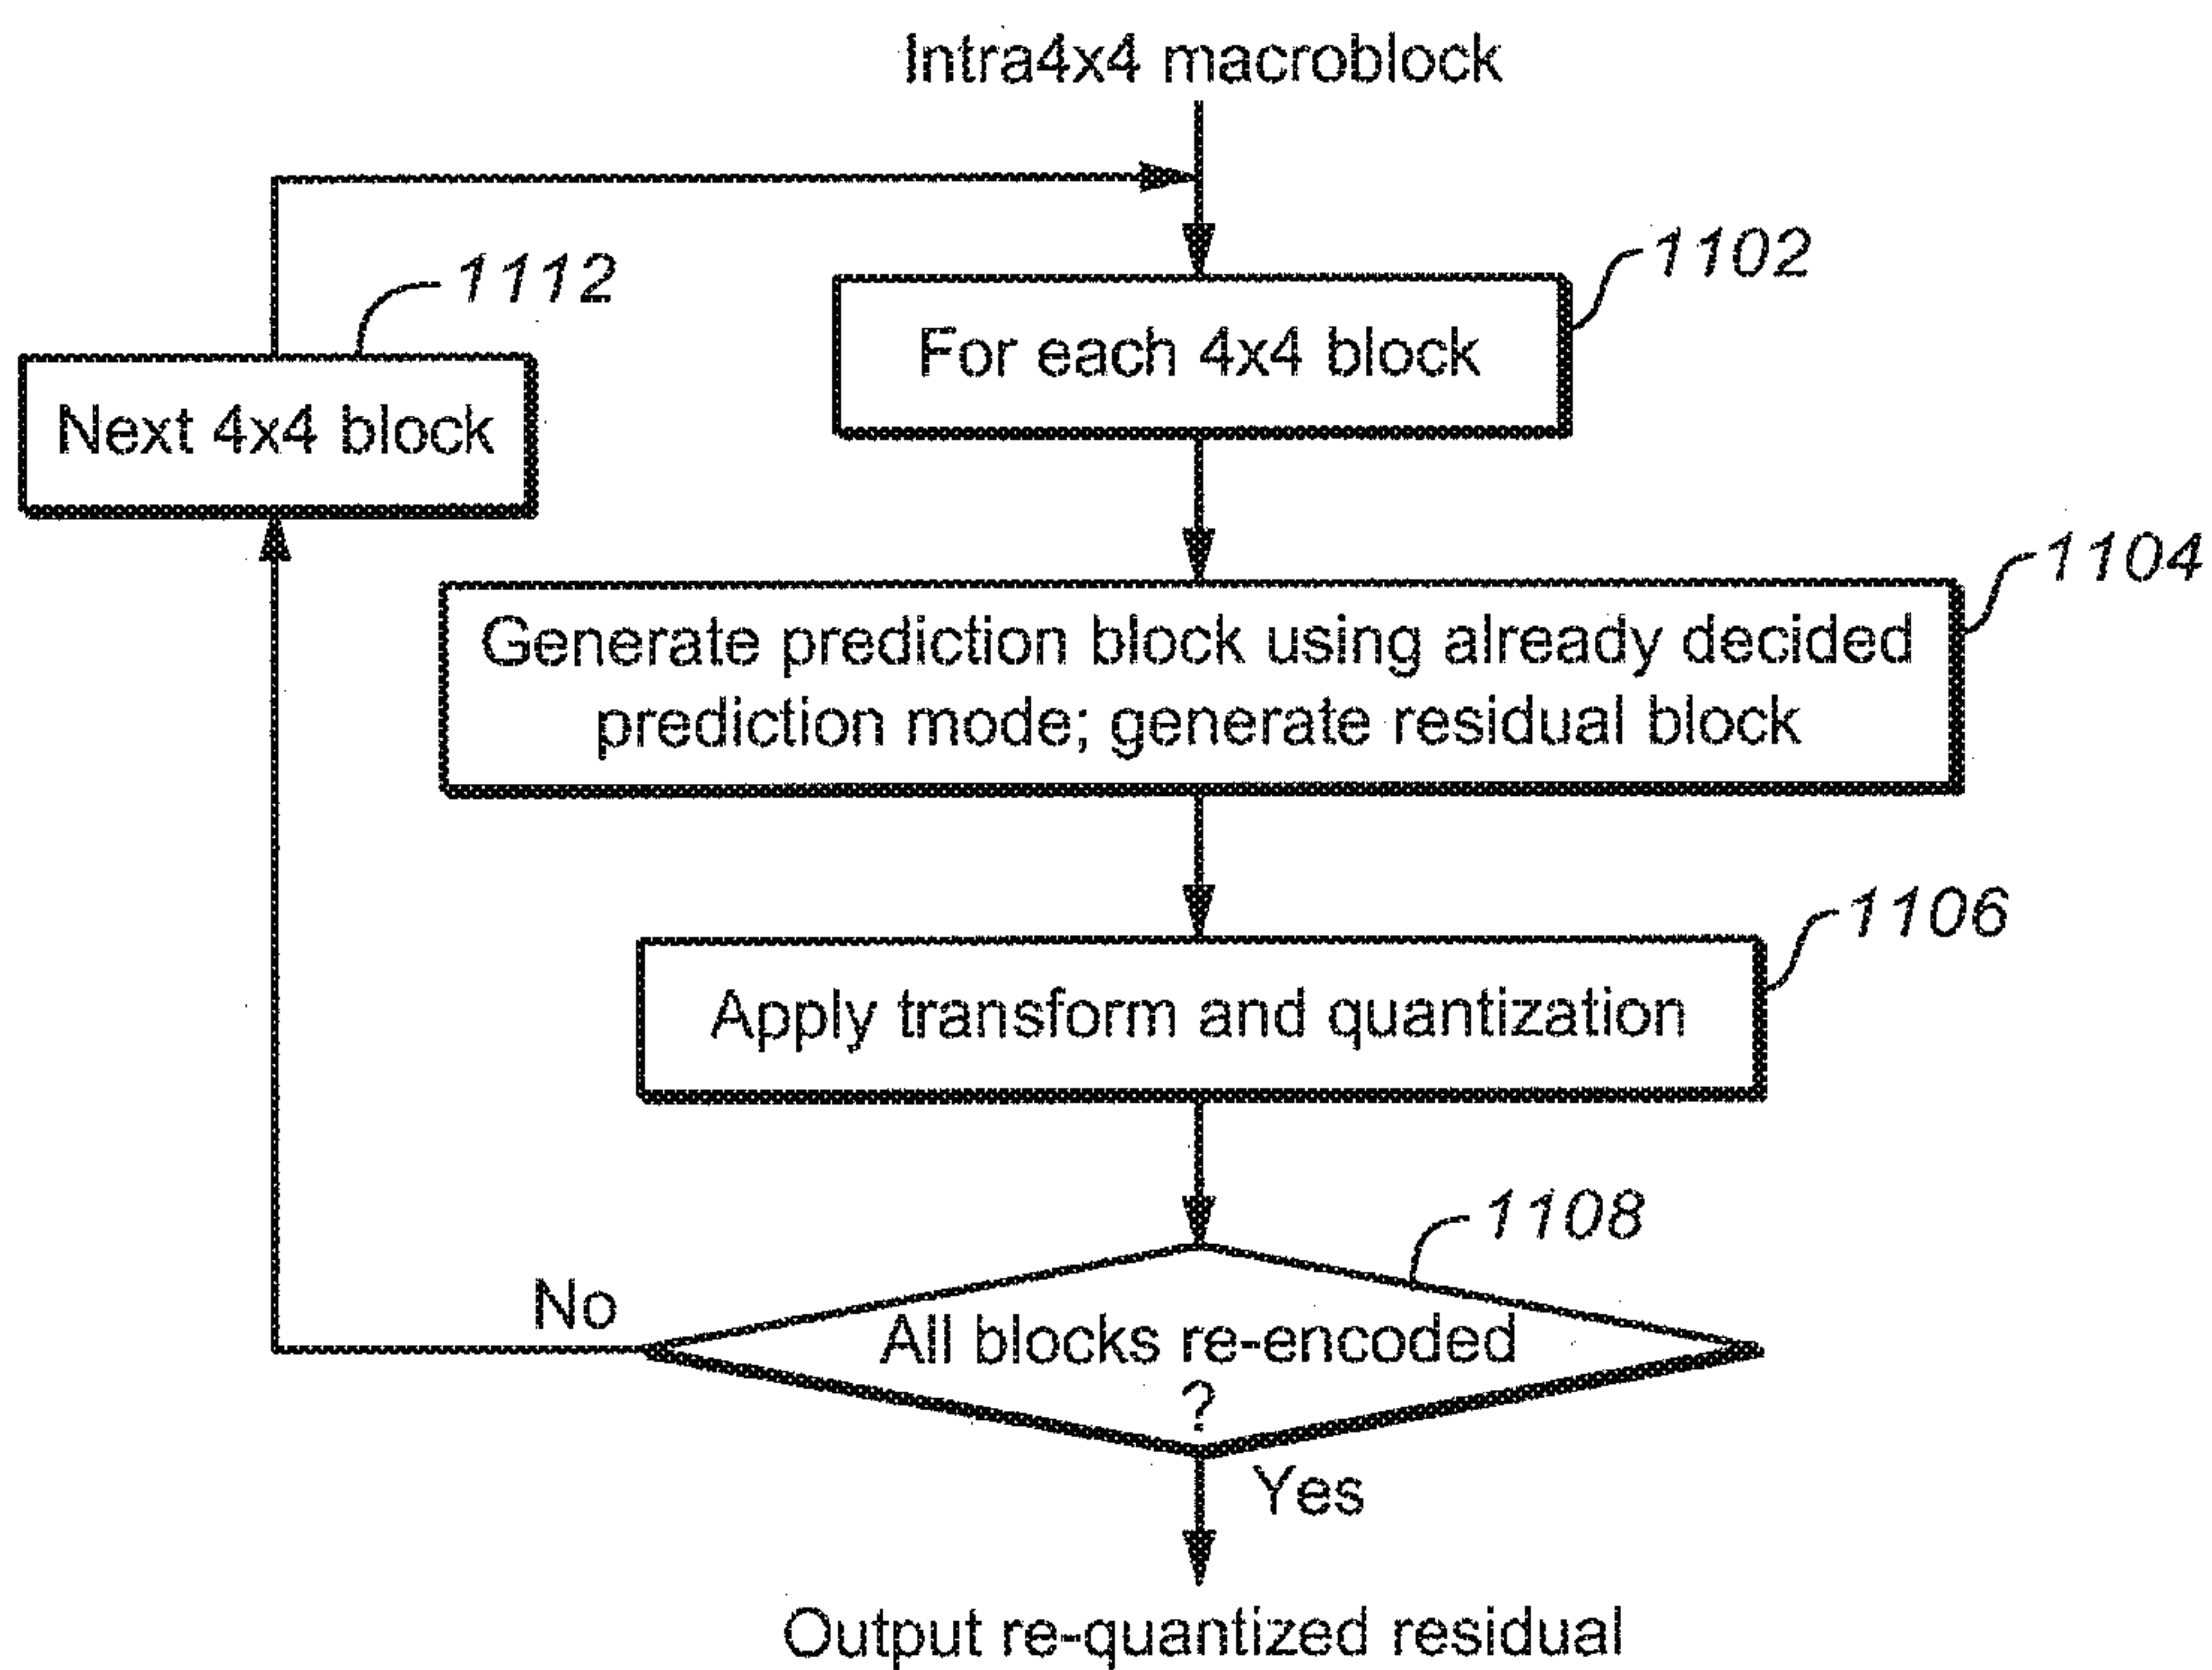 Intra4x4 macroblock
1102
For each 4x4 block
1112
Next 4x4 block
1104
Generate prediction block using already decided
prediction mode; generate residual block
1106
Apply transform and quantization
1108
All blocks re-encoded
?
No
Yes
Output re-quantized residual